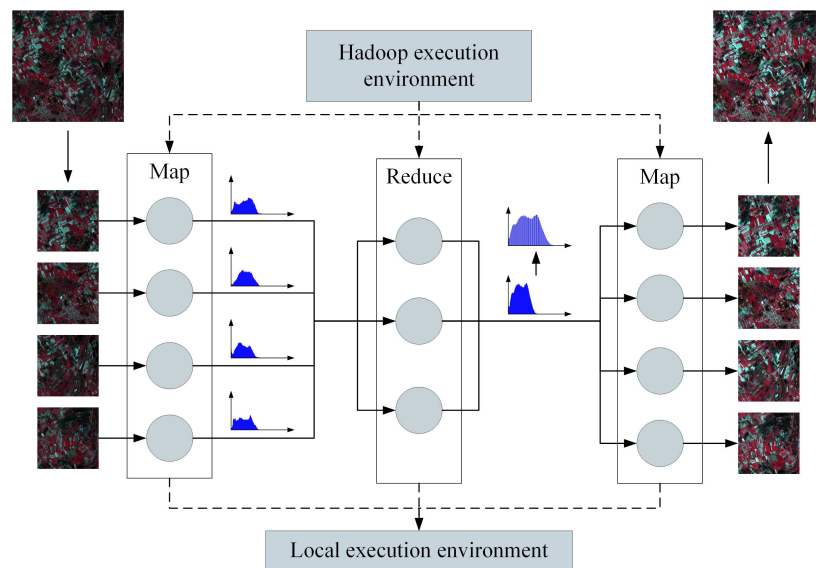 Hadoop execution
environment
Map
Reduce
Map
Local execution environment